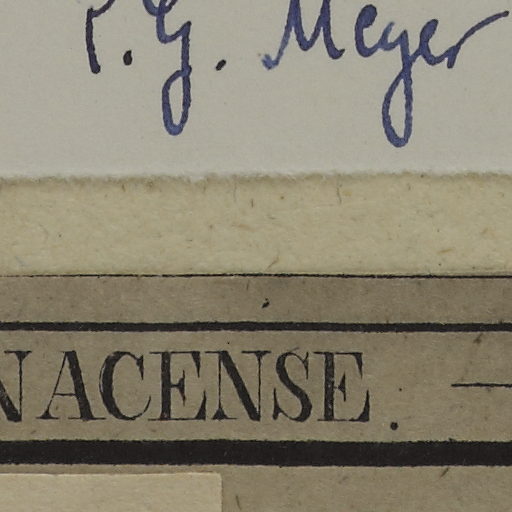 P. G. Meyer
NACENSE. —